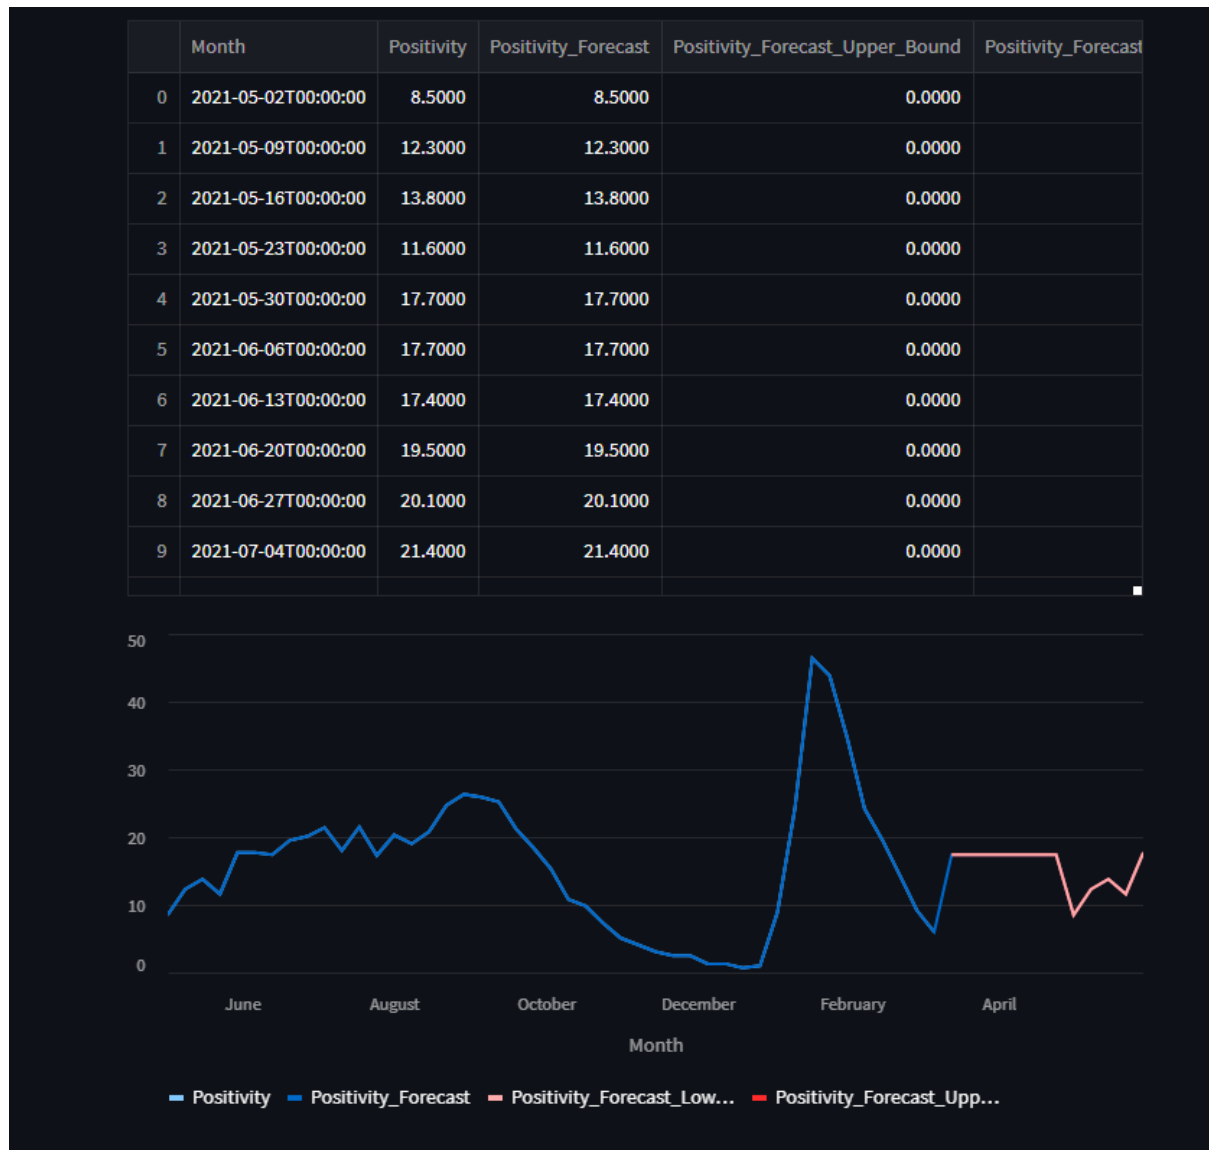 Month Positivity Positivity_Forecast Positivity_Forecast_Upper_Bound Positivity_Forecast
0 2021-05-02T00:00:00 8.5000 8.5000 0.0000
1 2021-05-09T00:00:00 12.3000 12.3000 0.0000
2 2021-05-16T00:00:00 13.8000 13.8000 0.0000
3 2021-05-23T00:00:00 11.6000 11.6000 0.0000
4 2021-05-30T00:00:00 17.7000 17.7000 0.0000
5 2021-06-06T00:00:00 17.7000 17.7000 0.0000
6 2021-06-13T00:00:00 17.4000 17.4000 0.0000
7 2021-06-20T00:00:00 19.5000 19.5000 0.0000
8 2021-06-27T00:00:00 20.1000 20.1000 0.0000
9 2021-07-04T00:00:00 21.4000 21.4000 0.0000
50
40
30
20
10
0
June August October December February April
Month
Positivity Positivity_Forecast Positivity_Forecast_Low... Positivity_Forecast_Upp...